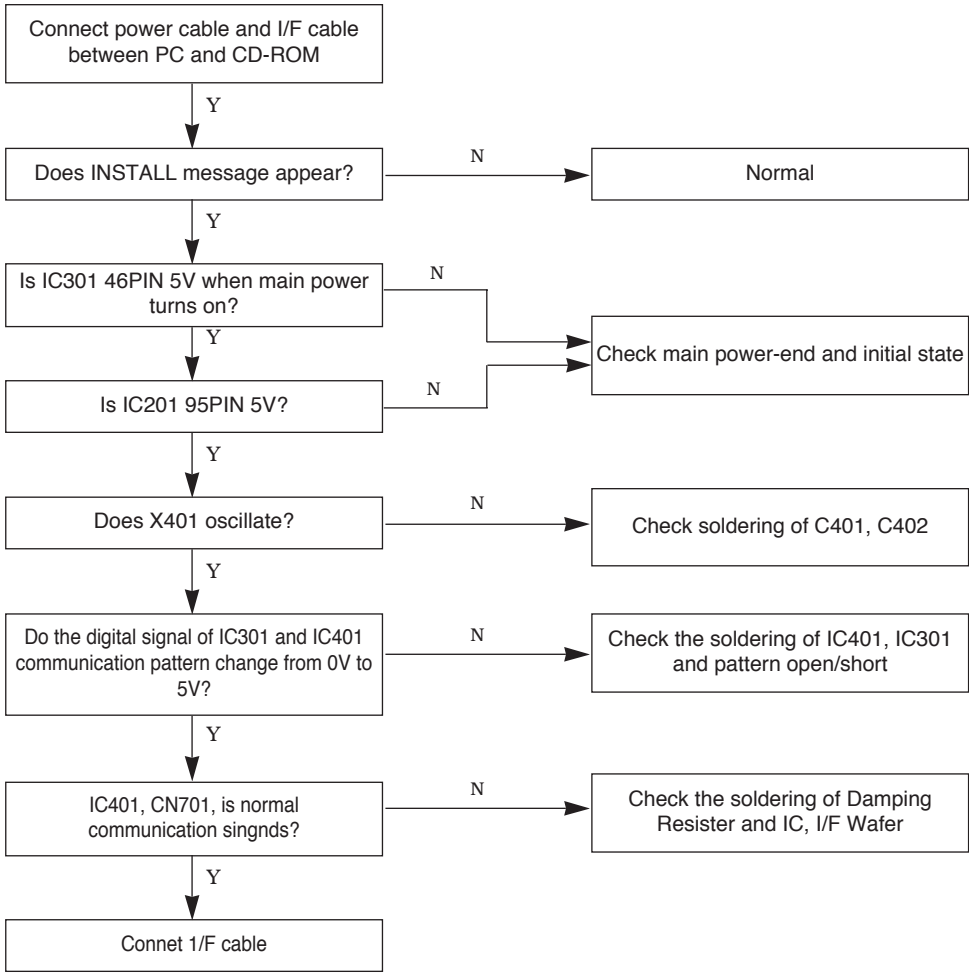 Connect power cable and I/F cable
between PC and CD-ROM
Y
Does INSTALL message appear?
N
Normal
Y
Is IC301 46PIN 5V when main power
turns on?
N
Check main power-end and initial state
Y
Is IC201 95PIN 5V?
N
Y
Does X401 oscillate?
N
Check soldering of C401, C402
Y
Do the digital signal of IC301 and IC401
communication pattern change from 0V to
5V?
N
Check the soldering of IC401, IC301
and pattern open/short
Y
IC401, CN701, is normal
communication singnds?
N
Check the soldering of Damping
Resister and IC, I/F Wafer
Y
Connet 1/F cable